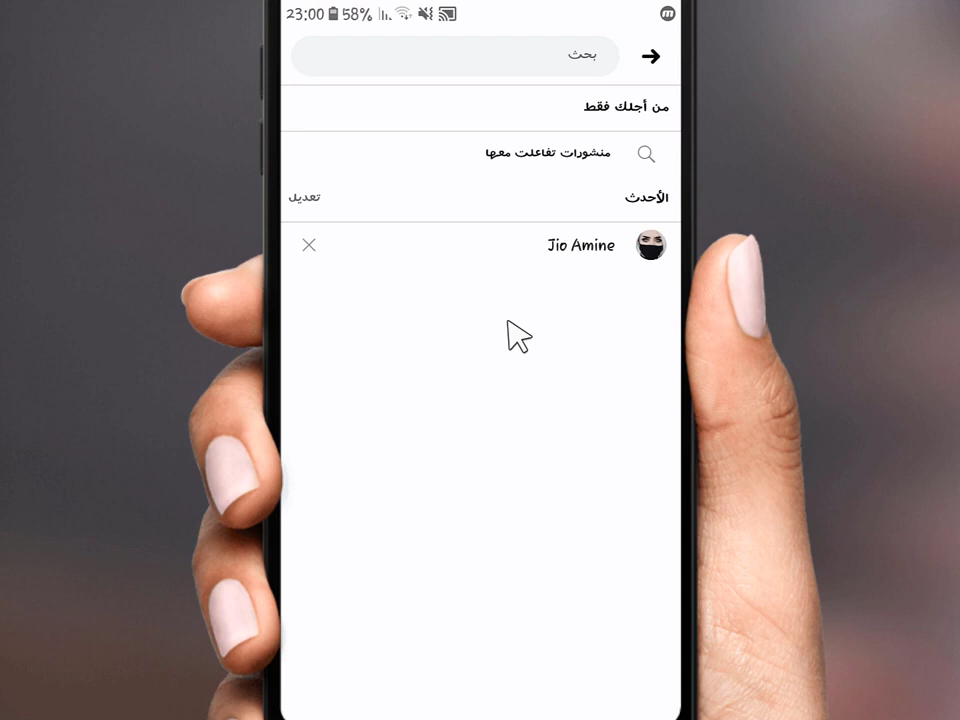 23:00 58%
بحث
من أجلك فقط
منشورات تفاعلت معها
الأحدث
تعديل
Jio Amine